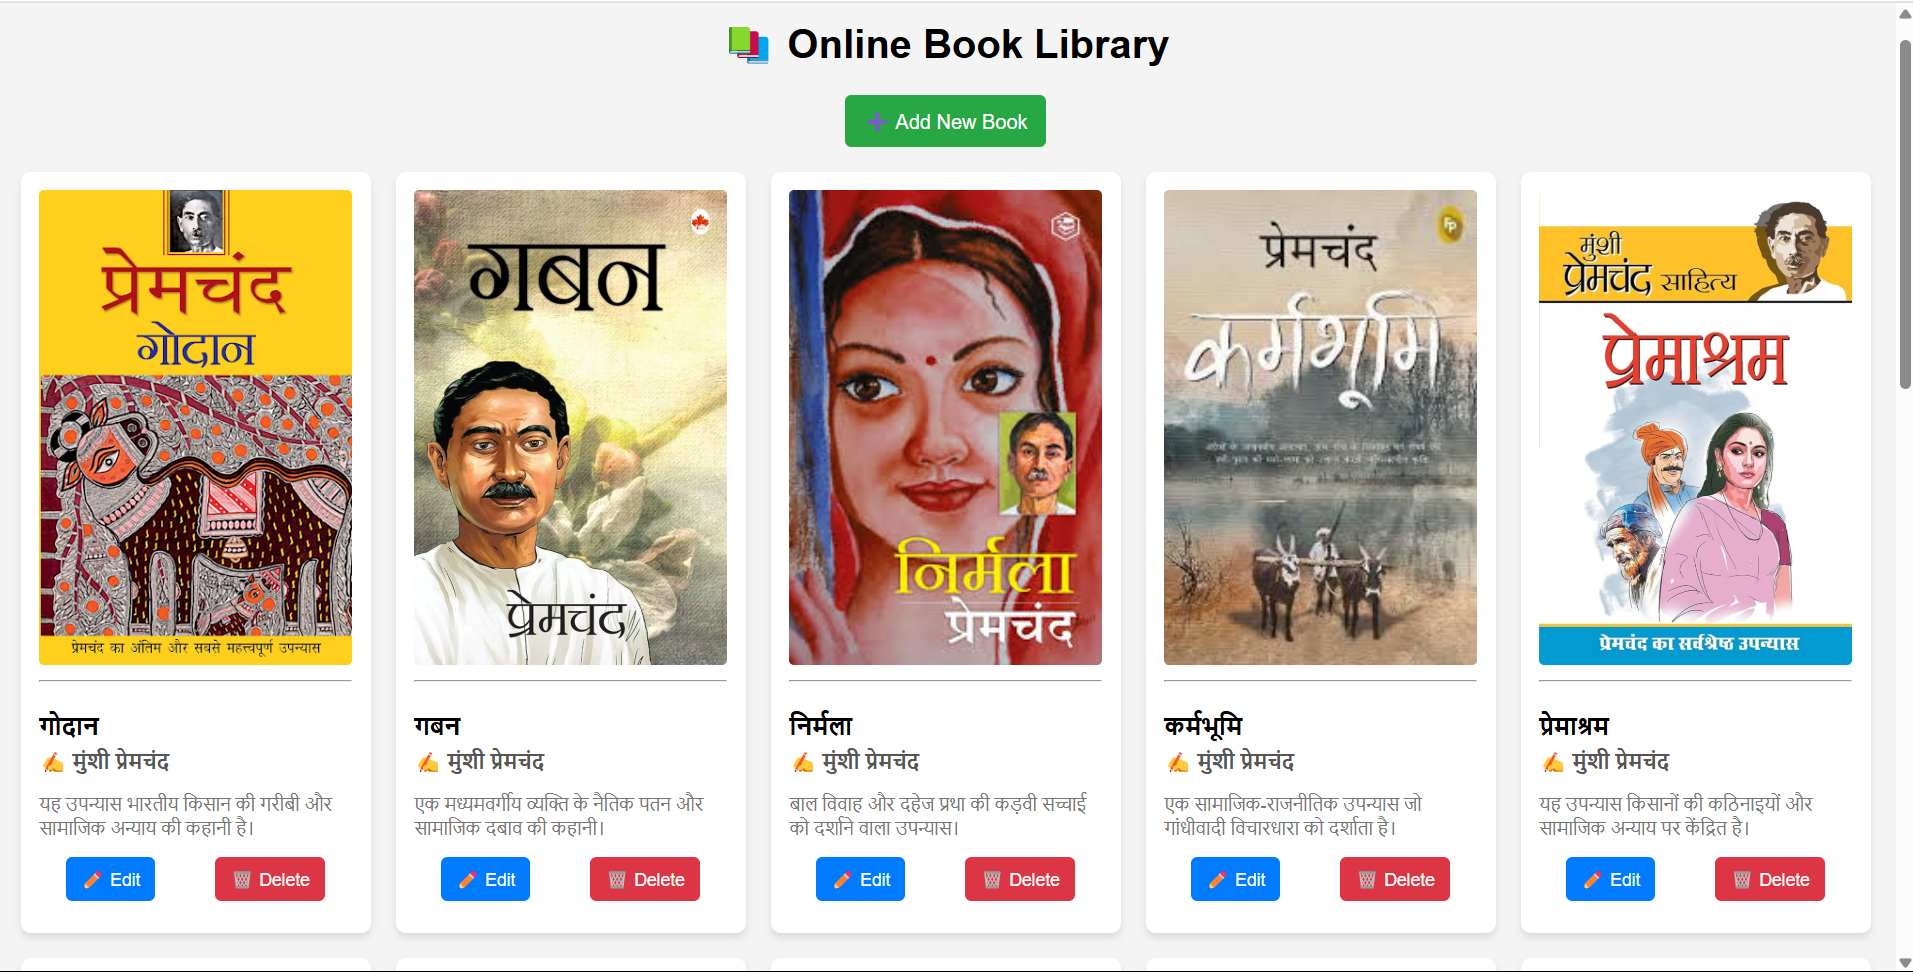 Online Book Library
Add New Book
प्रेमचंद
गोदान
प्रेमचंद का अंतिम और सबसे महत्त्वपूर्ण उपन्यास
गोदान
मुंशी प्रेमचंद
यह उपन्यास भारतीय किसान की गरीबी और
सामाजिक अन्याय की कहानी है।
Edit
Delete
गबन
प्रेमचंद
गबन
मुंशी प्रेमचंद
एक मध्यमवर्गीय व्यक्ति के नैतिक पतन और
सामाजिक दबाव की कहानी।
Edit
Delete
निर्मला
प्रेमचंद
निर्मला
मुंशी प्रेमचंद
बाल विवाह और दहेज प्रथा की कड़वी सच्चाई
को दर्शाने वाला उपन्यास।
Edit
Delete
FP
प्रेमचंद
कर्मभूमि
कर्मभूमि
मुंशी प्रेमचंद
एक सामाजिक-राजनीतिक उपन्यास जो
गांधीवादी विचारधारा को दर्शाता है।
Edit
Delete
मुंशी
प्रेमचंद साहित्य
प्रेमाश्रम
प्रेमचंद का सर्वश्रेष्ठ उपन्यास
प्रेमाश्रम
मुंशी प्रेमचंद
यह उपन्यास किसानों की कठिनाइयों और
सामाजिक अन्याय पर केंद्रित है।
Edit
Delete